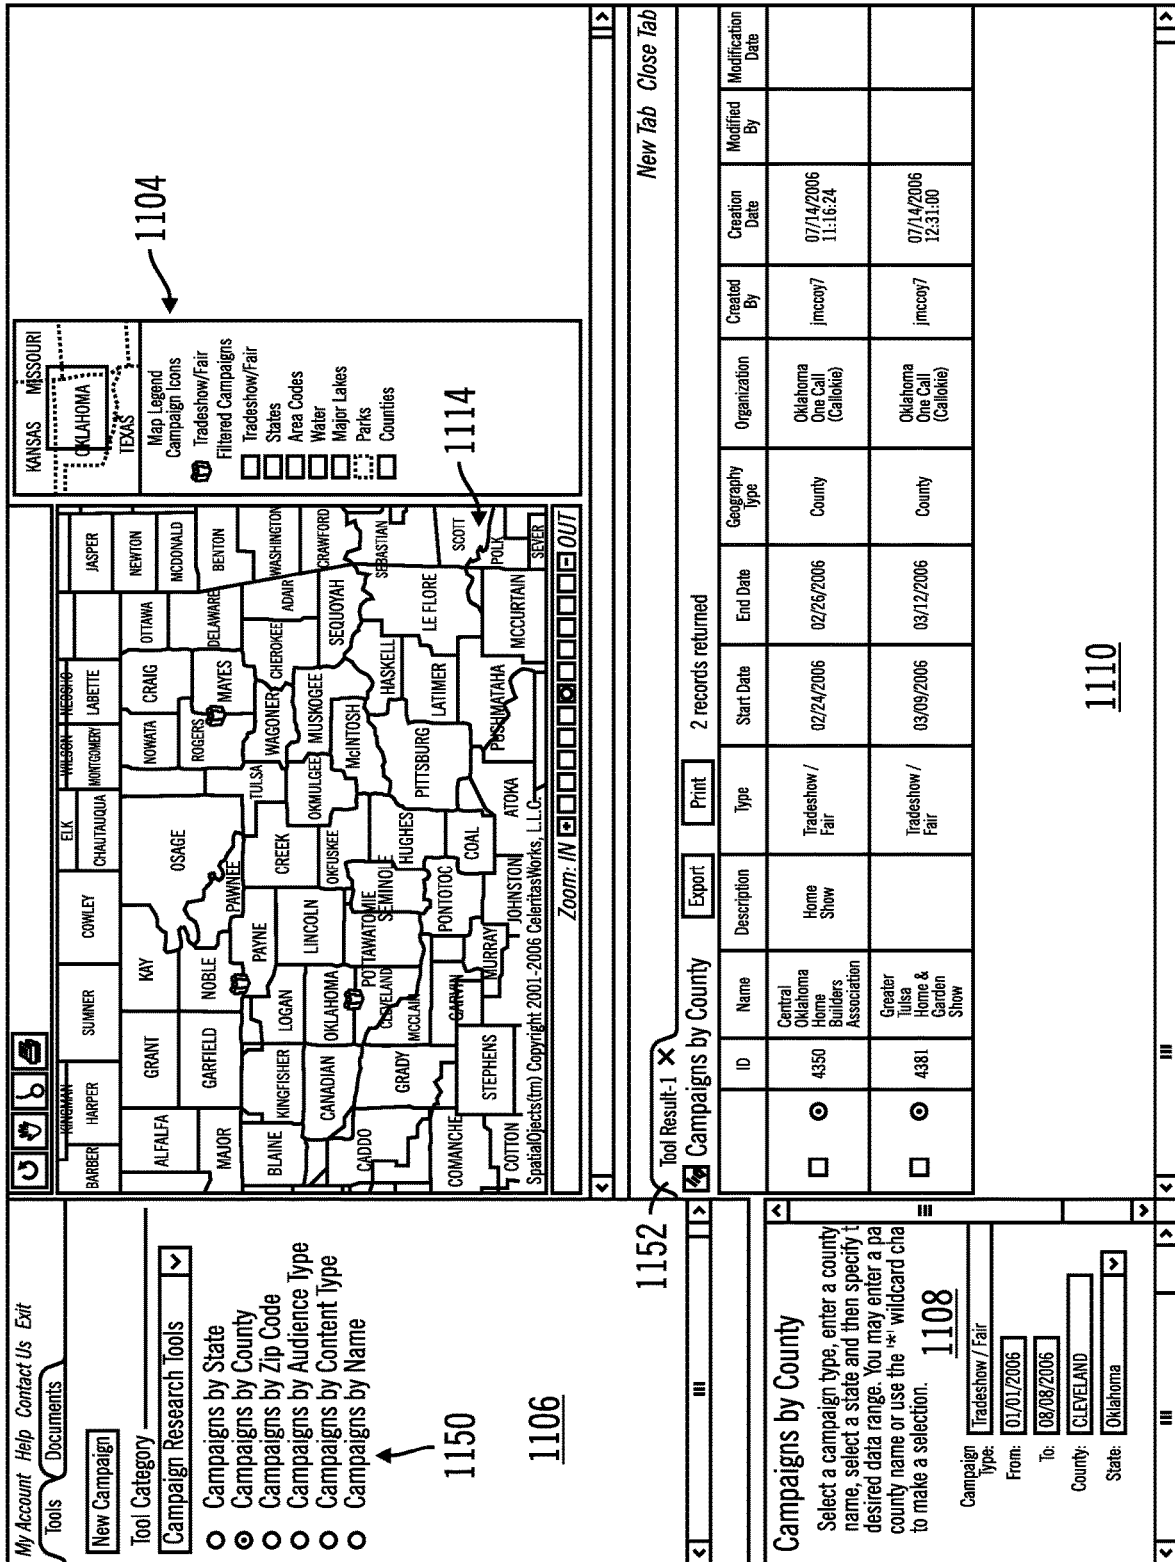 My Account Help Contact Us Exit
Tools
Documents
New Campaign
Tool Category
Campaign Research Tools
Campaigns by State
Campaigns by County
Campaigns by Zip Code
Campaigns by Audience Type
Campaigns by Content Type
Campaigns by Name
1150
1106
BARBER
KINGMAN
HARPER
SUMNER
COWLEY
ELK
CHAUTAUQUA
WILSON
MONTGOMERY
NEOSHO
LABETTE
JASPER
NEWTON
MCDONALD
ALFALFA
GRANT
KAY
OSAGE
NOWATA
CRAIG
OTTAWA
MAJOR
GARFIELD
NOBLE
PAWNEE
ROGERS
MAYES
DELAWARE
BENTON
BLAINE
KINGFISHER
LOGAN
PAYNE
CREEK
TULSA
WAGONER
CHEROKEE
ADAIR
WASHINGTON
CANADIAN
OKLAHOMA
LINCOLN
OKFUSKEE
OKMULGEE
MUSKOGEE
SEQUOYAH
CRAWFORD
CADDO
GRADY
CLEVELAND
MCCLAIN
POTTAWATOMIE
SEMINOLE
HUGHES
McINTOSH
HASKELL
SEBASTIAN
COMANCHE
STEPHENS
GARVIN
MURRAY
PONTOTOC
COAL
PITTSBURG
LATIMER
LE FLORE
SCOTT
POLK
COTTON
JOHNSTON
ATOKA
PUSHMATAHA
MCCURTAIN
SEVER
SpatialOjects(tm) Copyright 2001-2006 CeleritasWorks, L.L.C.
Zoom: IN
OUT
KANSAS MISSOURI
OKLAHOMA
TEXAS
Map Legend
Campaign Icons
Tradeshow/Fair
Filtered Campaigns
Tradeshow/Fair
States
Area Codes
Water
Major Lakes
Parks
Counties
1104
1114
Campaigns by County
Select a campaign type, enter a county
name, select a state and then specify t
desired data range. You may enter a pa
county name or use the '*' wildcard cha
to make a selection.
1108
Campaign Type: Tradeshow / Fair
From: 01/01/2006
To: 08/08/2006
County: CLEVELAND
State: Oklahoma
1152
Tool Result-1 X
New Tab Close Tab
Campaigns by County Export Print 2 records returned
ID Name Description Type Start Date End Date Geography Type Organization Created By Creation Date Modified By Modification Date
4350 Central Oklahoma Home Builders Association Home Show Tradeshow / Fair 02/24/2006 02/26/2006 County Oklahoma One Call (Callokie) jmccoy7 07/14/2006 11:16:24
4381 Greater Tulsa Home & Garden Show Tradeshow / Fair 03/09/2006 03/12/2006 County Oklahoma One Call (Callokie) jmccoy7 07/14/2006 12:31:00
1110